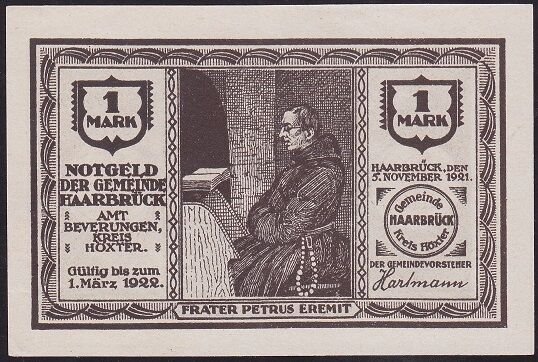 1
MARK
NOTGELD
DER GEMEINDE
HAARBRÜCK
AMT
BEVERUNGEN,
KREIS
HÖXTER.
Gültig bis zum
1. März 1922.
FRATER PETRUS EREMIT
1
MARK
HAARBRÜCK, DEN
5. NOVEMBER 1921.
Gemeinde
HAARBRÜCK
Kreis Höxter
DER GEMEINDEVORSTEHER
Hartmann